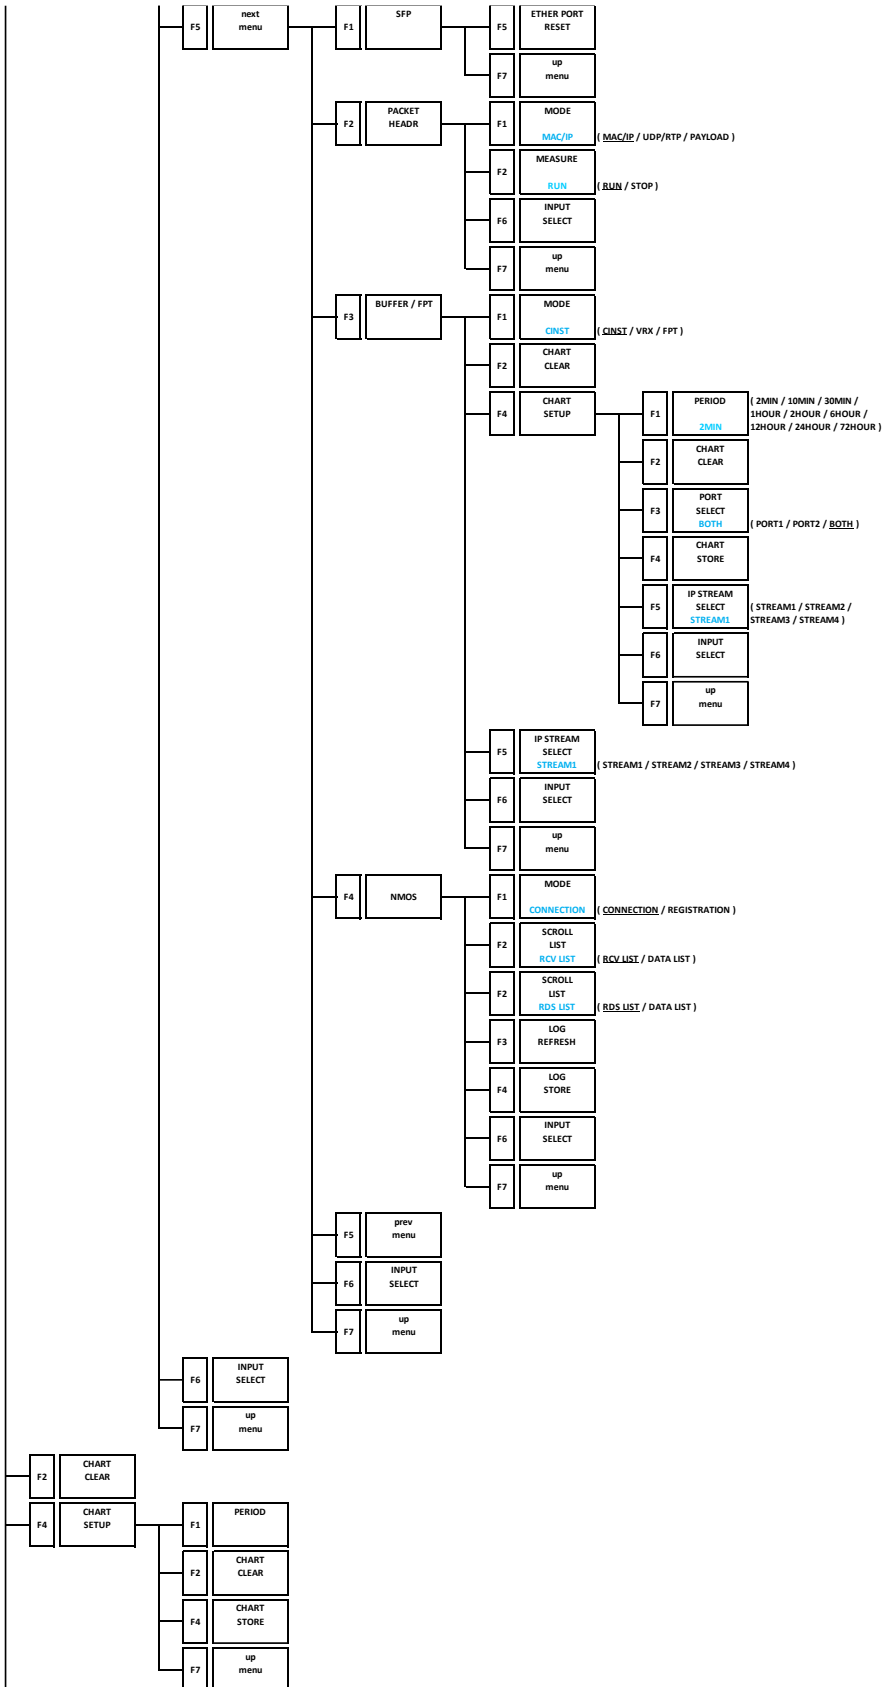 F5
next
menu
F1
SFP
F5
ETHER PORT
RESET
F7
up
menu
F2
PACKET
HEADR
F1
MODE
MAC/IP
( MAC/IP / UDP/RTP / PAYLOAD )
F2
MEASURE
RUN
( RUN / STOP )
F6
INPUT
SELECT
F7
up
menu
F3
BUFFER / FPT
F1
MODE
CINST
( CINST / VRX / FPT )
F2
CHART
CLEAR
F4
CHART
SETUP
F1
PERIOD
2MIN
( 2MIN / 10MIN / 30MIN /
1HOUR / 2HOUR / 6HOUR /
12HOUR / 24HOUR / 72HOUR )
F2
CHART
CLEAR
F3
PORT
SELECT
BOTH
( PORT1 / PORT2 / BOTH )
F4
CHART
STORE
F5
IP STREAM
SELECT
STREAM1
( STREAM1 / STREAM2 /
STREAM3 / STREAM4 )
F6
INPUT
SELECT
F7
up
menu
F5
IP STREAM
SELECT
STREAM1
( STREAM1 / STREAM2 / STREAM3 / STREAM4 )
F6
INPUT
SELECT
F7
up
menu
F4
NMOS
F1
MODE
CONNECTION
( CONNECTION / REGISTRATION )
F2
SCROLL
LIST
RCV LIST
( RCV LIST / DATA LIST )
F2
SCROLL
LIST
RDS LIST
( RDS LIST / DATA LIST )
F3
LOG
REFRESH
F4
LOG
STORE
F6
INPUT
SELECT
F7
up
menu
F5
prev
menu
F6
INPUT
SELECT
F7
up
menu
F6
INPUT
SELECT
F7
up
menu
F2
CHART
CLEAR
F4
CHART
SETUP
F1
PERIOD
F2
CHART
CLEAR
F4
CHART
STORE
F7
up
menu